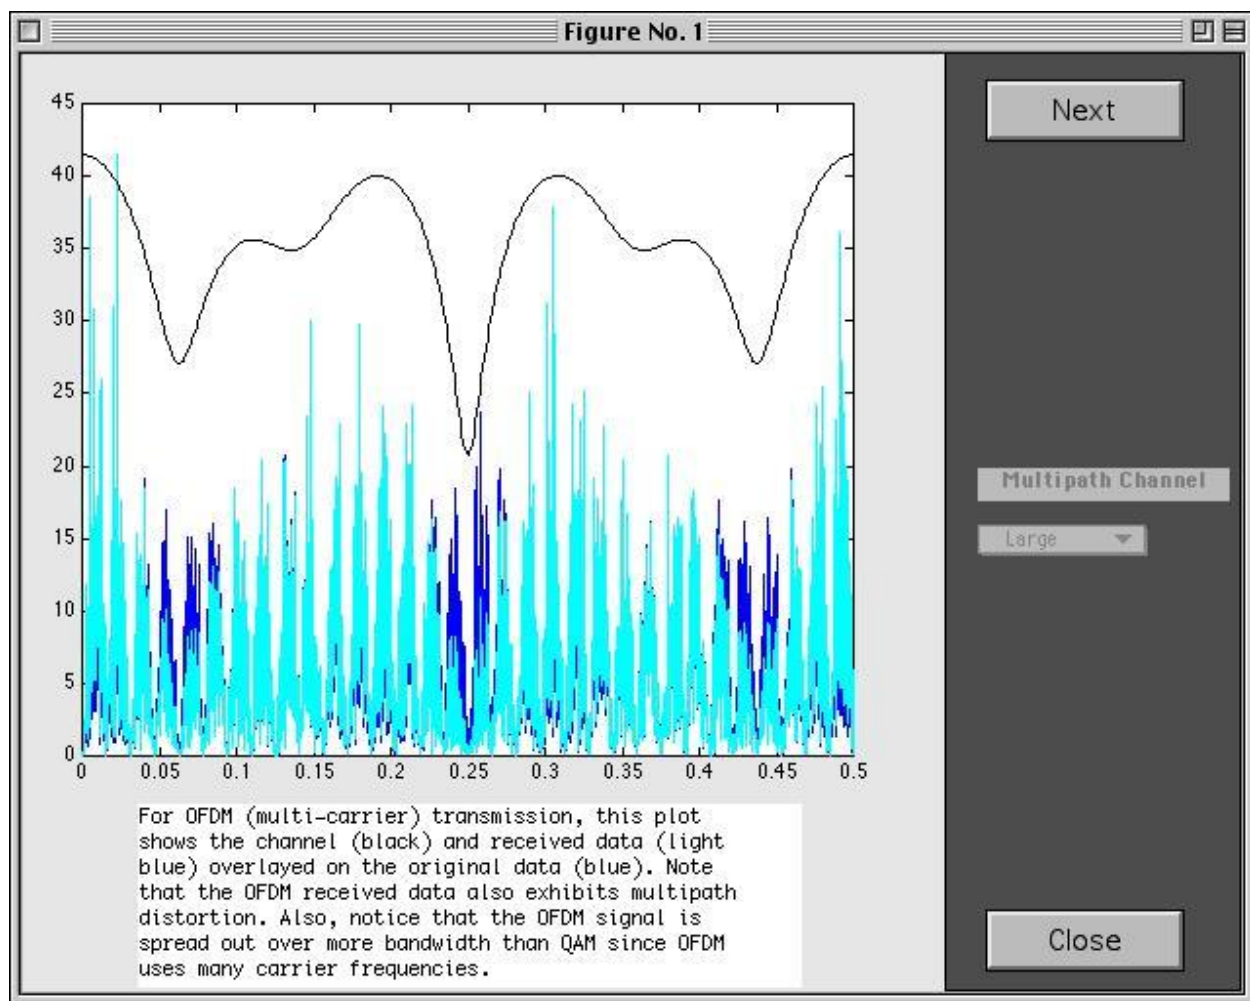 Figure No. 1
Next
45
40
35
30
25
20
15
10
5
0
0 0.05 0.1 0.15 0.2 0.25 0.3 0.35 0.4 0.45 0.5
Multipath Channel
Large
For OFDM (multi-carrier) transmission, this plot
shows the channel (black) and received data (light
blue) overlayed on the original data (blue). Note
that the OFDM received data also exhibits multipath
distortion. Also, notice that the OFDM signal is
spread out over more bandwidth than QAM since OFDM
uses many carrier frequencies.
Close